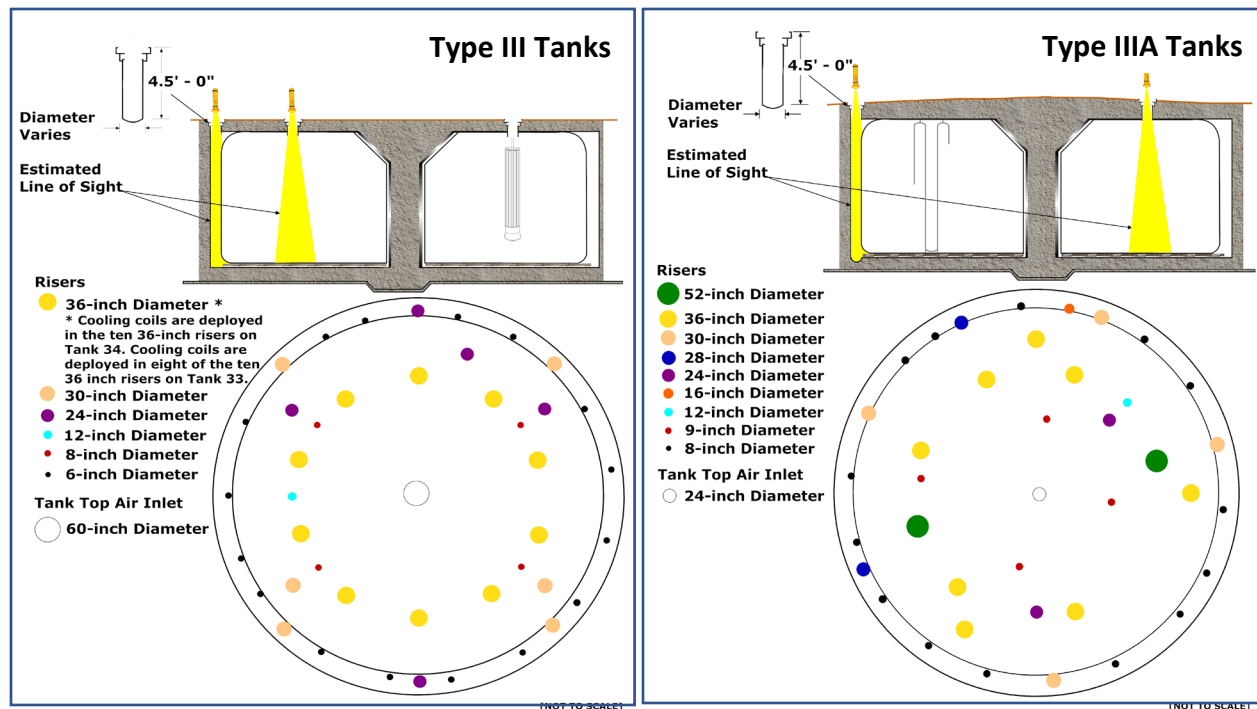 Type III Tanks
4.5' - 0"
Diameter
Varies
Estimated
Line of Sight
Risers
36-inch Diameter *
* Cooling coils are deployed
in the ten 36-inch risers on
Tank 34. Cooling coils are
deployed in eight of the ten
36 inch risers on Tank 33.
30-inch Diameter
24-inch Diameter
12-inch Diameter
8-inch Diameter
6-inch Diameter
Tank Top Air Inlet
60-inch Diameter
[NOT TO SCALE]
Type IIIA Tanks
4.5' - 0"
Diameter
Varies
Estimated
Line of Sight
Risers
52-inch Diameter
36-inch Diameter
30-inch Diameter
28-inch Diameter
24-inch Diameter
16-inch Diameter
12-inch Diameter
9-inch Diameter
8-inch Diameter
Tank Top Air Inlet
24-inch Diameter
[NOT TO SCALE]